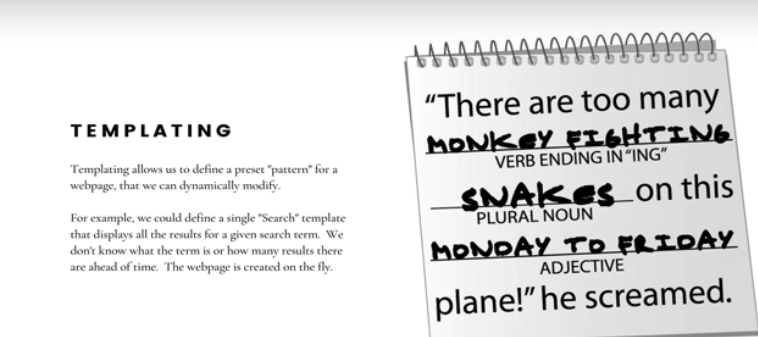 TEMPLATING
Templating allows us to define a preset "pattern" for a
webpage, that we can dynamically modify.
For example, we could define a single "Search" template
that displays all the results for a given search term. We
don't know what the term is or how many results there
are ahead of time. The webpage is created on the fly.
“There are too many
MONKEY FIGHTING
VERB ENDING IN “ING”
SNAKES on this
PLURAL NOUN
MONDAY TO FRIDAY
ADJECTIVE
plane!” he screamed.